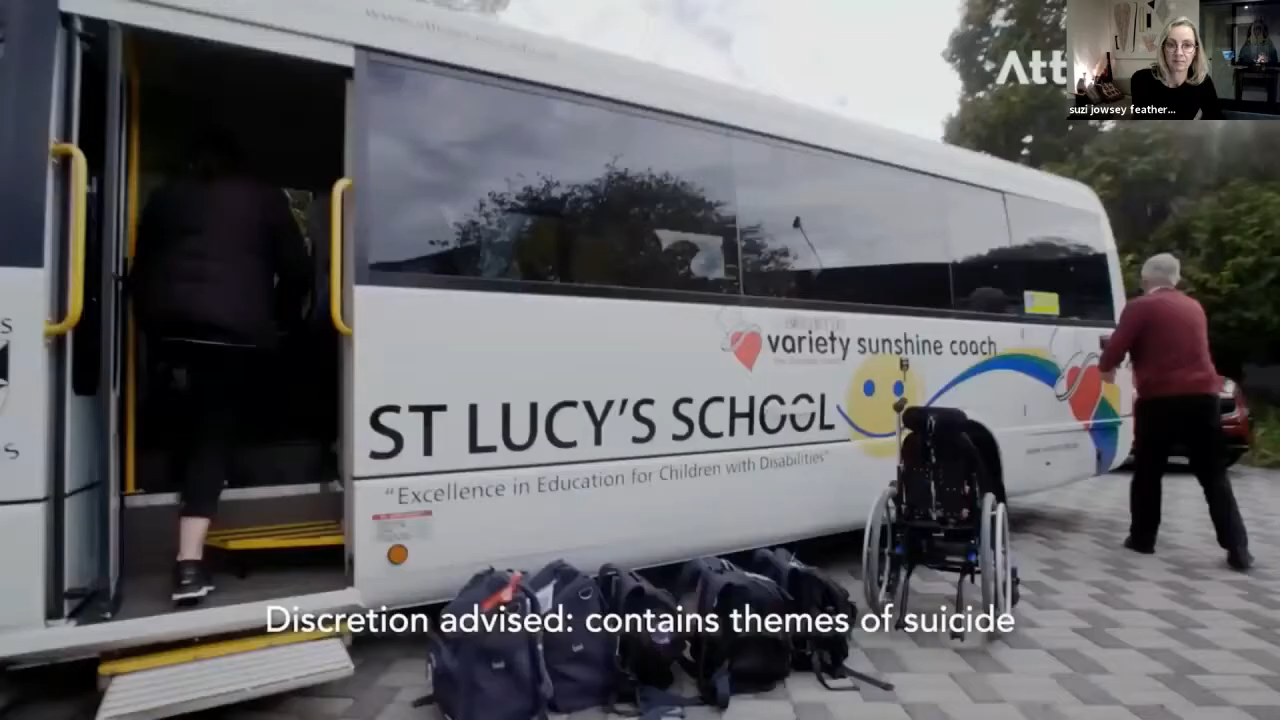 Att
suzi jowsey feather...
variety sunshine coach
ST LUCY'S SCHOOL
"Excellence in Education for Children with Disabilities"
S
S
Discretion advised: contains themes of suicide